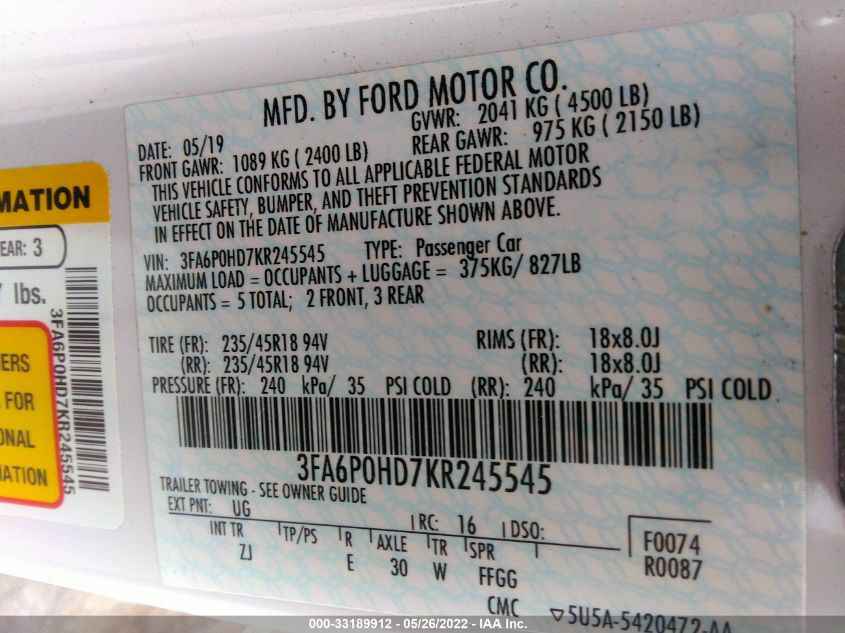 MFD. BY FORD MOTOR CO.
DATE: 05/19 GVWR: 2041 KG ( 4500 LB)
FRONT GAWR: 1089 KG ( 2400 LB) REAR GAWR: 975 KG ( 2150 LB)
THIS VEHICLE CONFORMS TO ALL APPLICABLE FEDERAL MOTOR
VEHICLE SAFETY, BUMPER, AND THEFT PREVENTION STANDARDS
IN EFFECT ON THE DATE OF MANUFACTURE SHOWN ABOVE.
VIN: 3FA6P0HD7KR245545 TYPE: Passenger Car
MAXIMUM LOAD = OCCUPANTS + LUGGAGE = 375KG/ 827LB
OCCUPANTS = 5 TOTAL; 2 FRONT, 3 REAR
TIRE (FR): 235/45R18 94V RIMS (FR): 18x8.0J
(RR): 235/45R18 94V (RR): 18x8.0J
PRESSURE (FR): 240 kPa/ 35 PSI COLD (RR): 240 kPa/ 35 PSI COLD
3FA6P0HD7KR245545
TRAILER TOWING - SEE OWNER GUIDE
EXT PNT: UG RC: 16 DSO:
INT TR TP/PS R AXLE TR SPR
ZJ E 30 W FFGG
F0074
R0087
CMC ▽5U5A-5420472-AA
MATION
EAR: 3
lbs.
3FA6P0HD7KR245545
ERS
FOR
ONAL
MATION
000-33189912 - 05/26/2022 - IAA Inc.